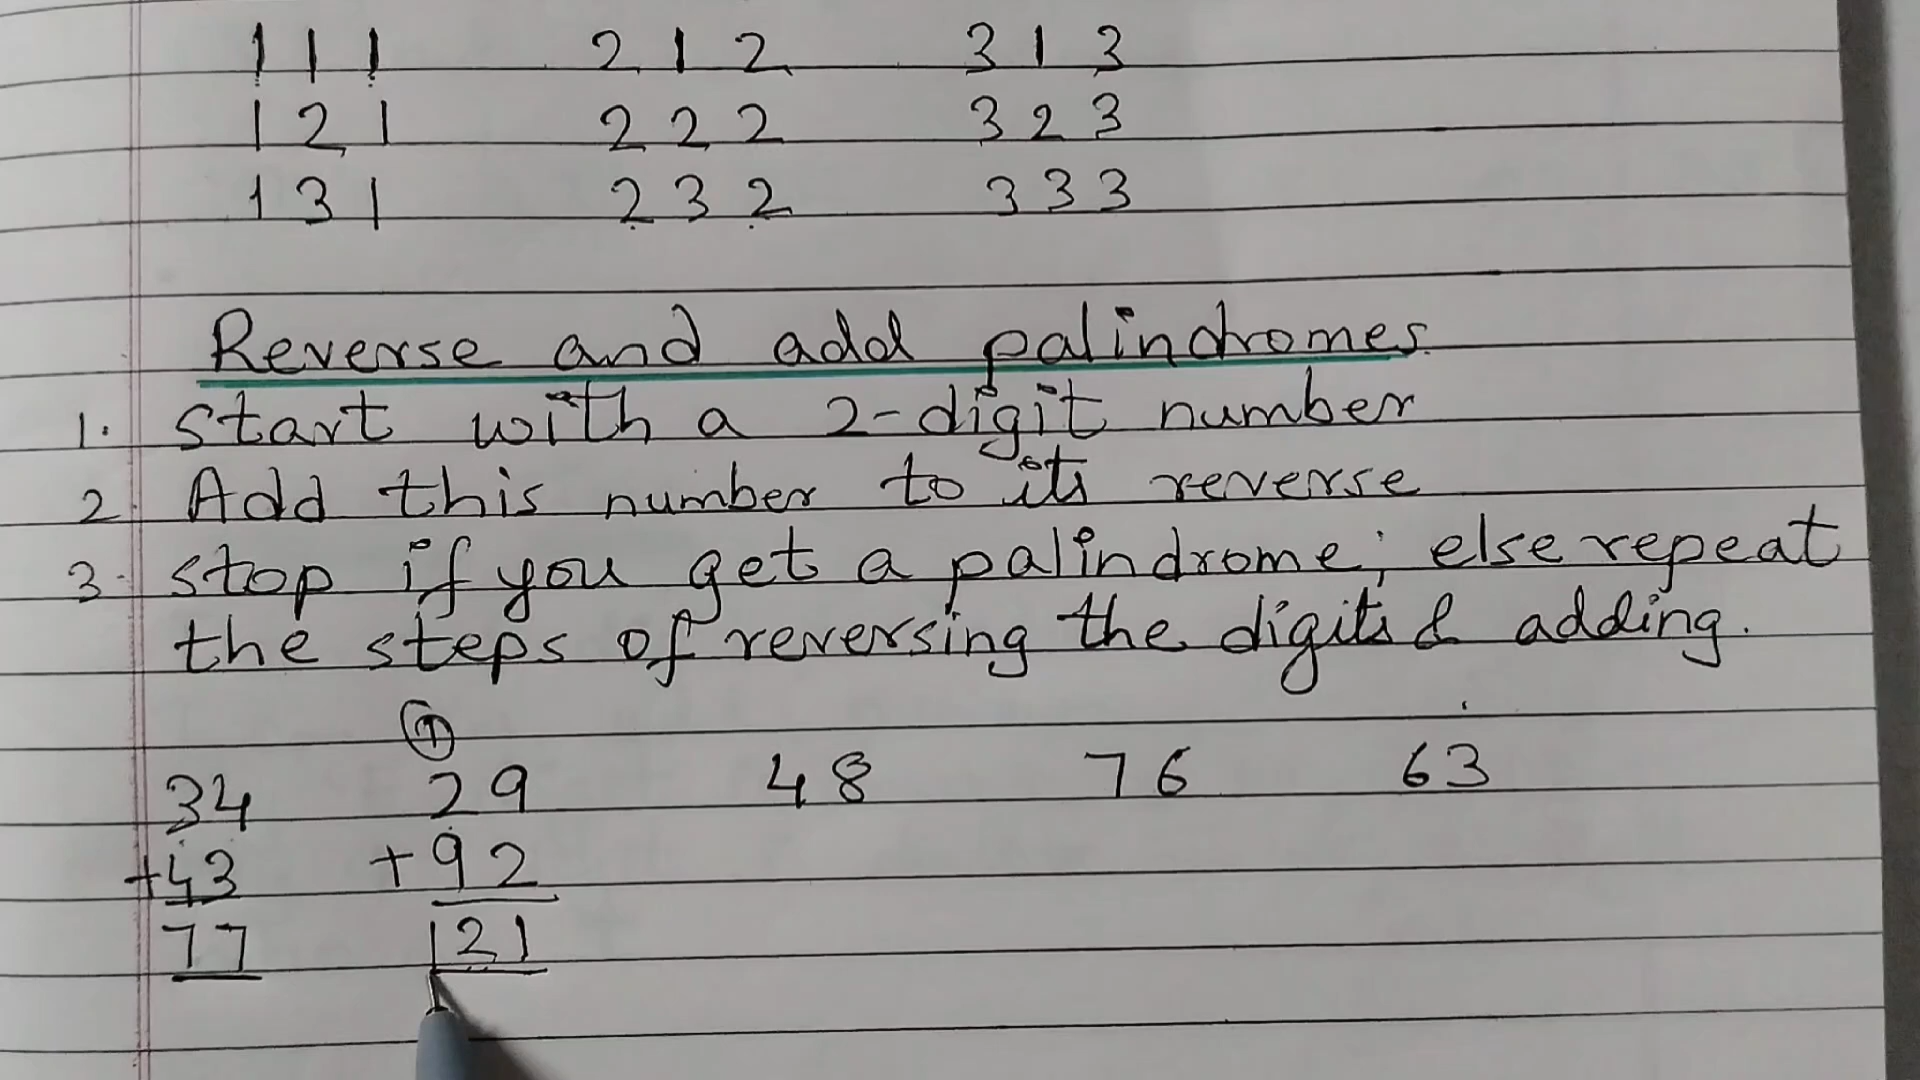 111 212 313
121 222 323
131 232 333
Reverse and add palindromes.
1. Start with a 2-digit number
2. Add this number to its reverse
3. Stop if you get a palindrome; else repeat
the steps of reversing the digits & adding.
1
34 29 48 76 63
+43 +92
77 121